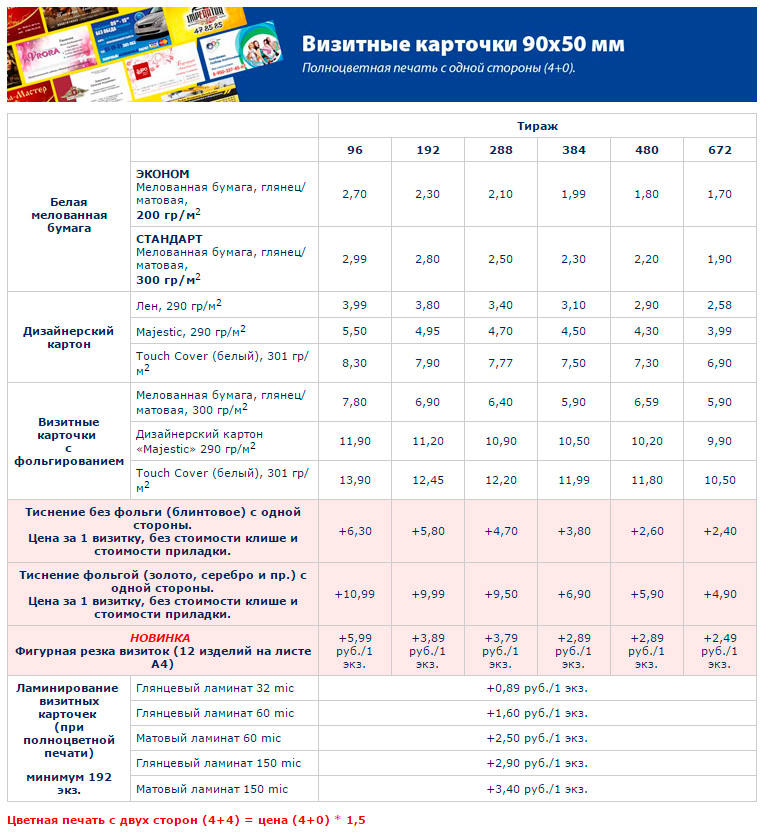 AVRORA
IMPERATOR
47 85 85
Визитные карточки 90x50 мм
Полноцветная печать с одной стороны (4+0).
Тираж
96 192 288 384 480 672
Белая
мелованная
бумага
ЭКОНОМ
Мелованная бумага, глянец/
матовая,
200 гр/м2
2,70 2,30 2,10 1,99 1,80 1,70
СТАНДАРТ
Мелованная бумага, глянец/
матовая,
300 гр/м2
2,99 2,80 2,50 2,30 2,20 1,90
Дизайнерский
картон
Лен, 290 гр/м2
3,99 3,80 3,40 3,10 2,90 2,58
Majestic, 290 гр/м2
5,50 4,95 4,70 4,50 4,30 3,99
Touch Cover (белый), 301 гр/
м2
8,30 7,90 7,77 7,50 7,30 6,90
Визитные
карточки
с
фольгированием
Мелованная бумага, глянец/
матовая, 300 гр/м2
7,80 6,90 6,40 5,90 6,59 5,90
Дизайнерский картон
«Majestic» 290 гр/м2
11,90 11,20 10,90 10,50 10,20 9,90
Touch Cover (белый), 301 гр/
м2
13,90 12,45 12,20 11,99 11,80 10,50
Тиснение без фольги (блинтовое) с одной
стороны.
Цена за 1 визитку, без стоимости клише и
стоимости приладки.
+6,30 +5,80 +4,70 +3,80 +2,60 +2,40
Тиснение фольгой (золото, серебро и пр.) с
одной стороны.
Цена за 1 визитку, без стоимости клише и
стоимости приладки.
+10,99 +9,99 +9,50 +6,90 +5,90 +4,90
НОВИНКА
Фигурная резка визиток (12 изделий на листе
А4)
+5,99 +3,89 +3,79 +2,89 +2,89 +2,49
руб./1 руб./1 руб./1 руб./1 руб./1 руб./1
экз. экз. экз. экз. экз. экз.
Ламинирование
визитных
карточек
(при
полноцветной
печати)
минимум 192
экз.
Глянцевый ламинат 32 mic
+0,89 руб./1 экз.
Глянцевый ламинат 60 mic
+1,60 руб./1 экз.
Матовый ламинат 60 mic
+2,50 руб./1 экз.
Глянцевый ламинат 150 mic
+2,90 руб./1 экз.
Матовый ламинат 150 mic
+3,40 руб./1 экз.
Цветная печать с двух сторон (4+4) = цена (4+0) * 1,5